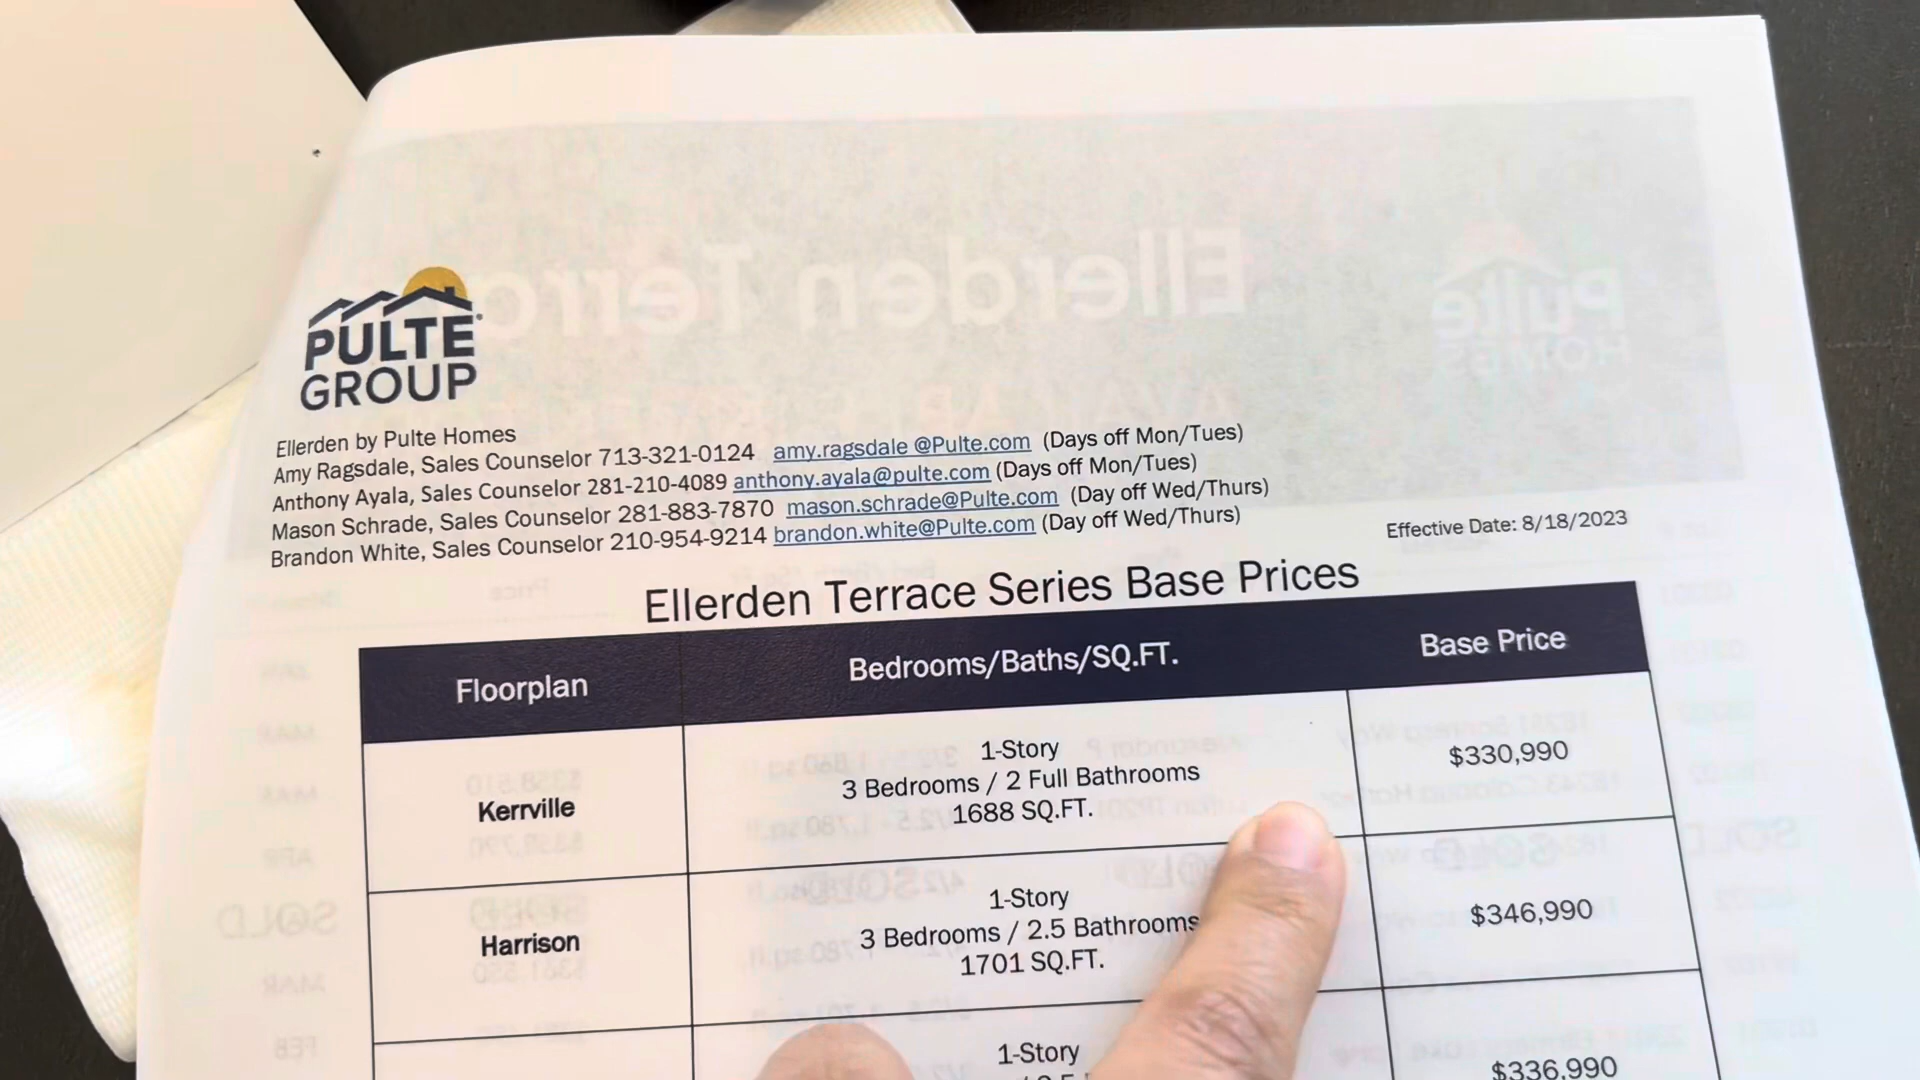 PULTE
GROUP
Ellerden by Pulte Homes
Amy Ragsdale, Sales Counselor 713-321-0124 amy.ragsdale @Pulte.com (Days off Mon/Tues)
Anthony Ayala, Sales Counselor 281-210-4089 anthony.ayala@pulte.com (Days off Mon/Tues)
Mason Schrade, Sales Counselor 281-883-7870 mason.schrade@Pulte.com (Day off Wed/Thurs)
Brandon White, Sales Counselor 210-954-9214 brandon.white@Pulte.com (Day off Wed/Thurs)
Effective Date: 8/18/2023
Ellerden Terrace Series Base Prices
Floorplan Bedrooms/Baths/SQ.FT. Base Price
1-Story
Kerrville 3 Bedrooms / 2 Full Bathrooms $330,990
1688 SQ.FT.
1-Story
Harrison 3 Bedrooms / 2.5 Bathrooms $346,990
1701 SQ.FT.
1-Story
$336,990